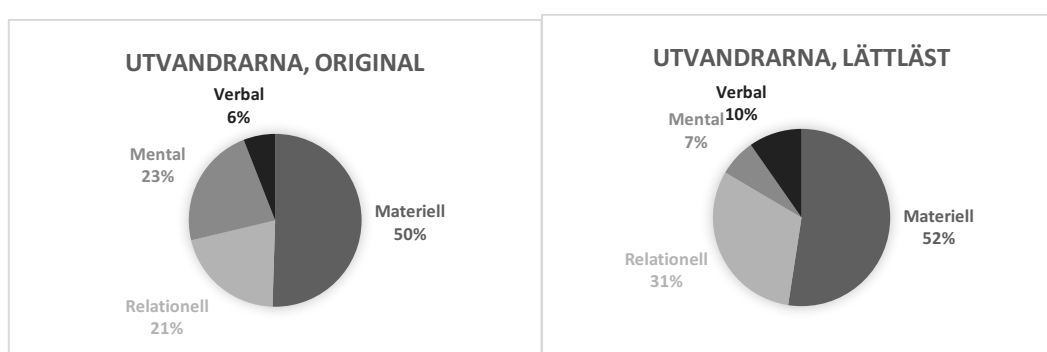 UTVANDRARNA, ORIGINAL
Verbal
6%
Mental
23%
Materiell
50%
Relationell
21%
UTVANDRARNA, LÄTTLÄST
Verbal
10%
Mental
7%
Materiell
52%
Relationell
31%